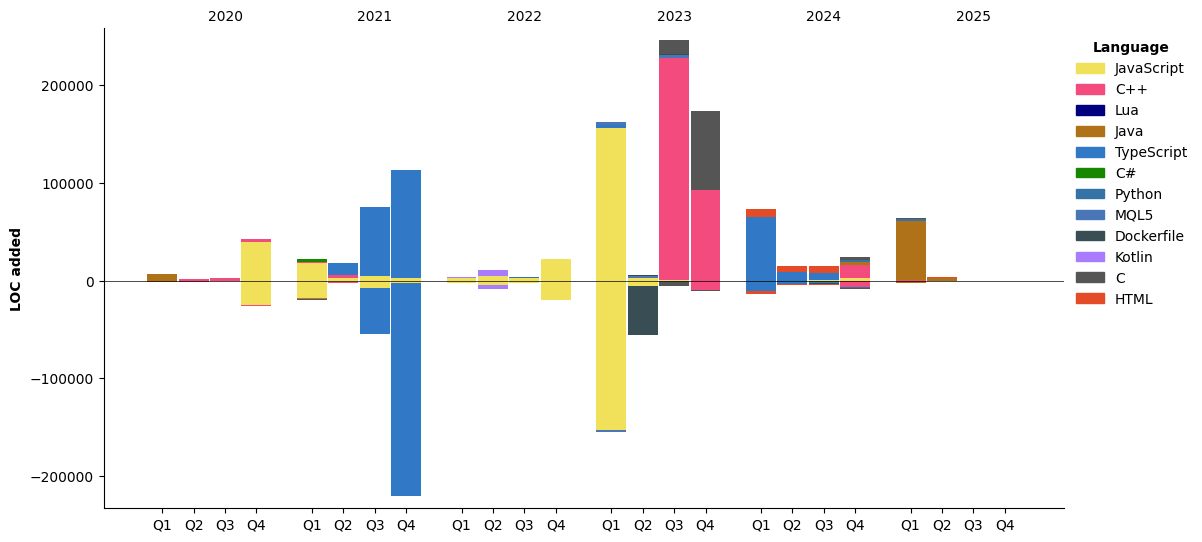 2020 2021 2022 2023 2024 2025
LOC added
200000
100000
0
−100000
−200000
Q1 Q2 Q3 Q4 Q1 Q2 Q3 Q4 Q1 Q2 Q3 Q4 Q1 Q2 Q3 Q4 Q1 Q2 Q3 Q4 Q1 Q2 Q3 Q4
Language
JavaScript
C++
Lua
Java
TypeScript
C#
Python
MQL5
Dockerfile
Kotlin
C
HTML